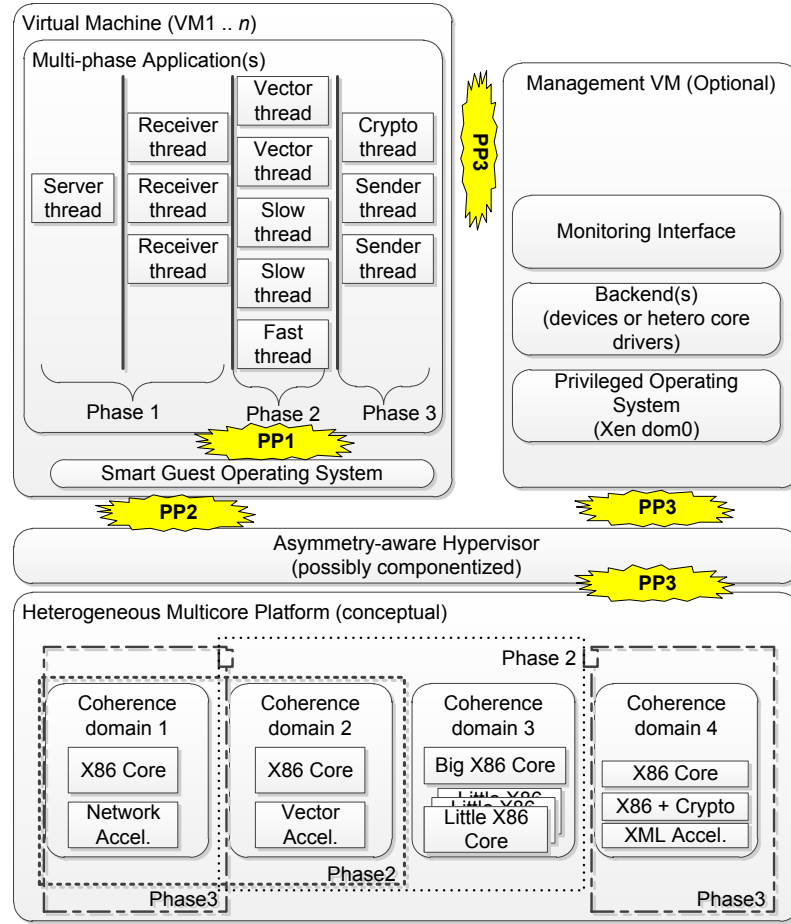 Virtual Machine (VM1 .. n)
Multi-phase Application(s)
Server
thread
Receiver
thread
Receiver
thread
Receiver
thread
Vector
thread
Vector
thread
Slow
thread
Slow
thread
Fast
thread
Crypto
thread
Sender
thread
Sender
thread
Phase 1
Phase 2
Phase 3
PP1
Smart Guest Operating System
PP2
PP3
Management VM (Optional)
Monitoring Interface
Backend(s)
(devices or hetero core
drivers)
Privileged Operating
System
(Xen dom0)
PP3
Asymmetry-aware Hypervisor
(possibly componentized)
PP3
Heterogeneous Multicore Platform (conceptual)
Phase 2
Coherence
domain 1
X86 Core
Network
Accel.
Coherence
domain 2
X86 Core
Vector
Accel.
Coherence
domain 3
Big X86 Core
Little X86
Little X86
Little X86
Core
Coherence
domain 4
X86 Core
X86 + Crypto
XML Accel.
Phase2
Phase3
Phase3